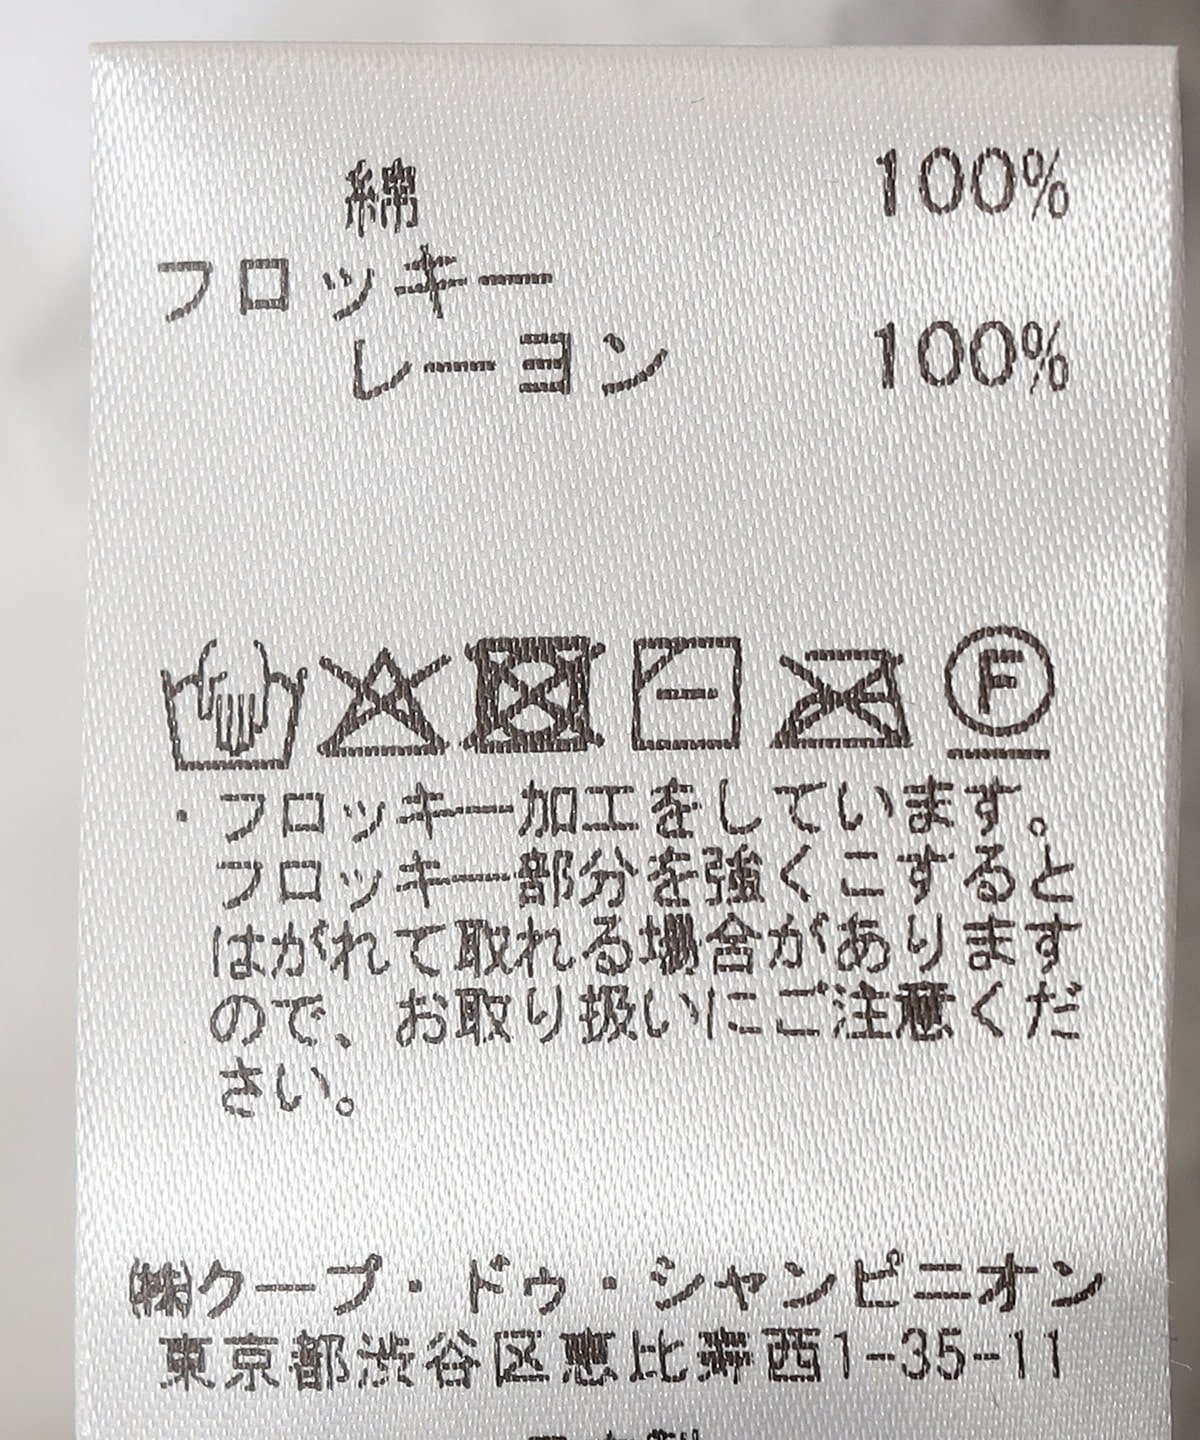 綿 100%
フロッキー
レーヨン 100%
F
・フロッキー加工をしています。
フロッキー部分を強くこすると
はがれて取れる場合があります
ので、お取り扱いにご注意くだ
さい。
㈱クープ・ドゥ・シャンピニオン
東京都渋谷区恵比寿西1-35-11